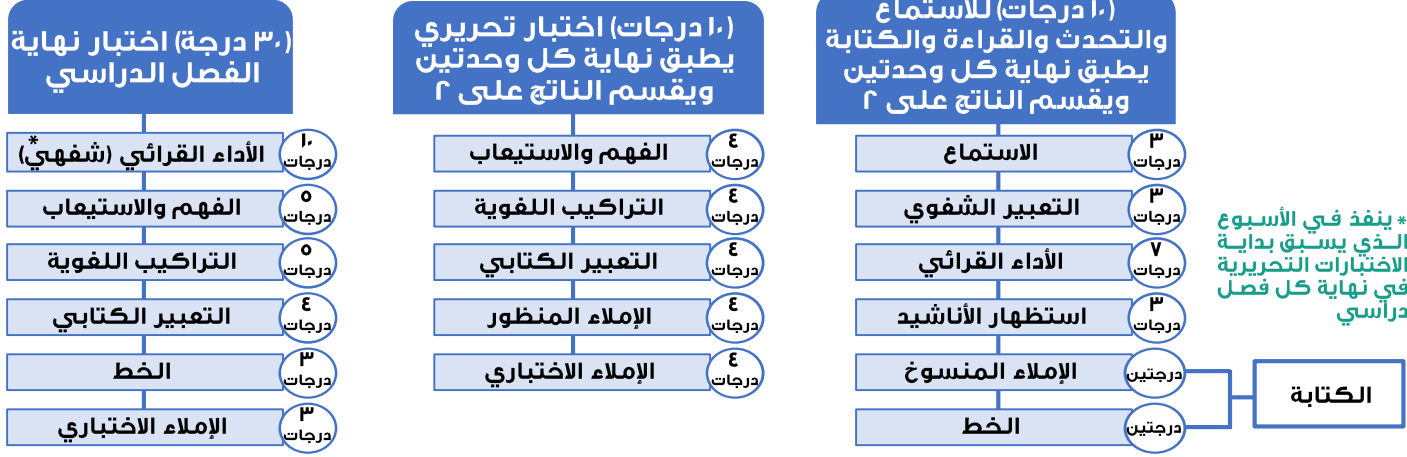 (١٠ درجات) للاستماع
والتحدث والقراءة والكتابة
يطبق نهاية كل وحدتين
ويقسم الناتج على ٢
٣ درجات
الاستماع
٣ درجات
التعبير الشفوي
٧ درجات
الأداء القرائي
٣ درجات
استظهار الأناشيد
درجتين
الإملاء المنسوخ
درجتين
الخط
الكتابة
* ينفذ في الأسبوع
الذي يسبق بداية
الاختبارات التحريرية
في نهاية كل فصل
دراسي
(١٠ درجات) اختبار تحريري
يطبق نهاية كل وحدتين
ويقسم الناتج على ٢
٤ درجات
الفهم والاستيعاب
٤ درجات
التراكيب اللغوية
٤ درجات
التعبير الكتابي
٤ درجات
الإملاء المنظور
٤ درجات
الإملاء الاختباري
(٣٠ درجة) اختبار نهاية
الفصل الدراسي
١٠ درجات
الأداء القرائي (شفهي*)
٥ درجات
الفهم والاستيعاب
٥ درجات
التراكيب اللغوية
٤ درجات
التعبير الكتابي
٣ درجات
الخط
٣ درجات
الإملاء الاختباري